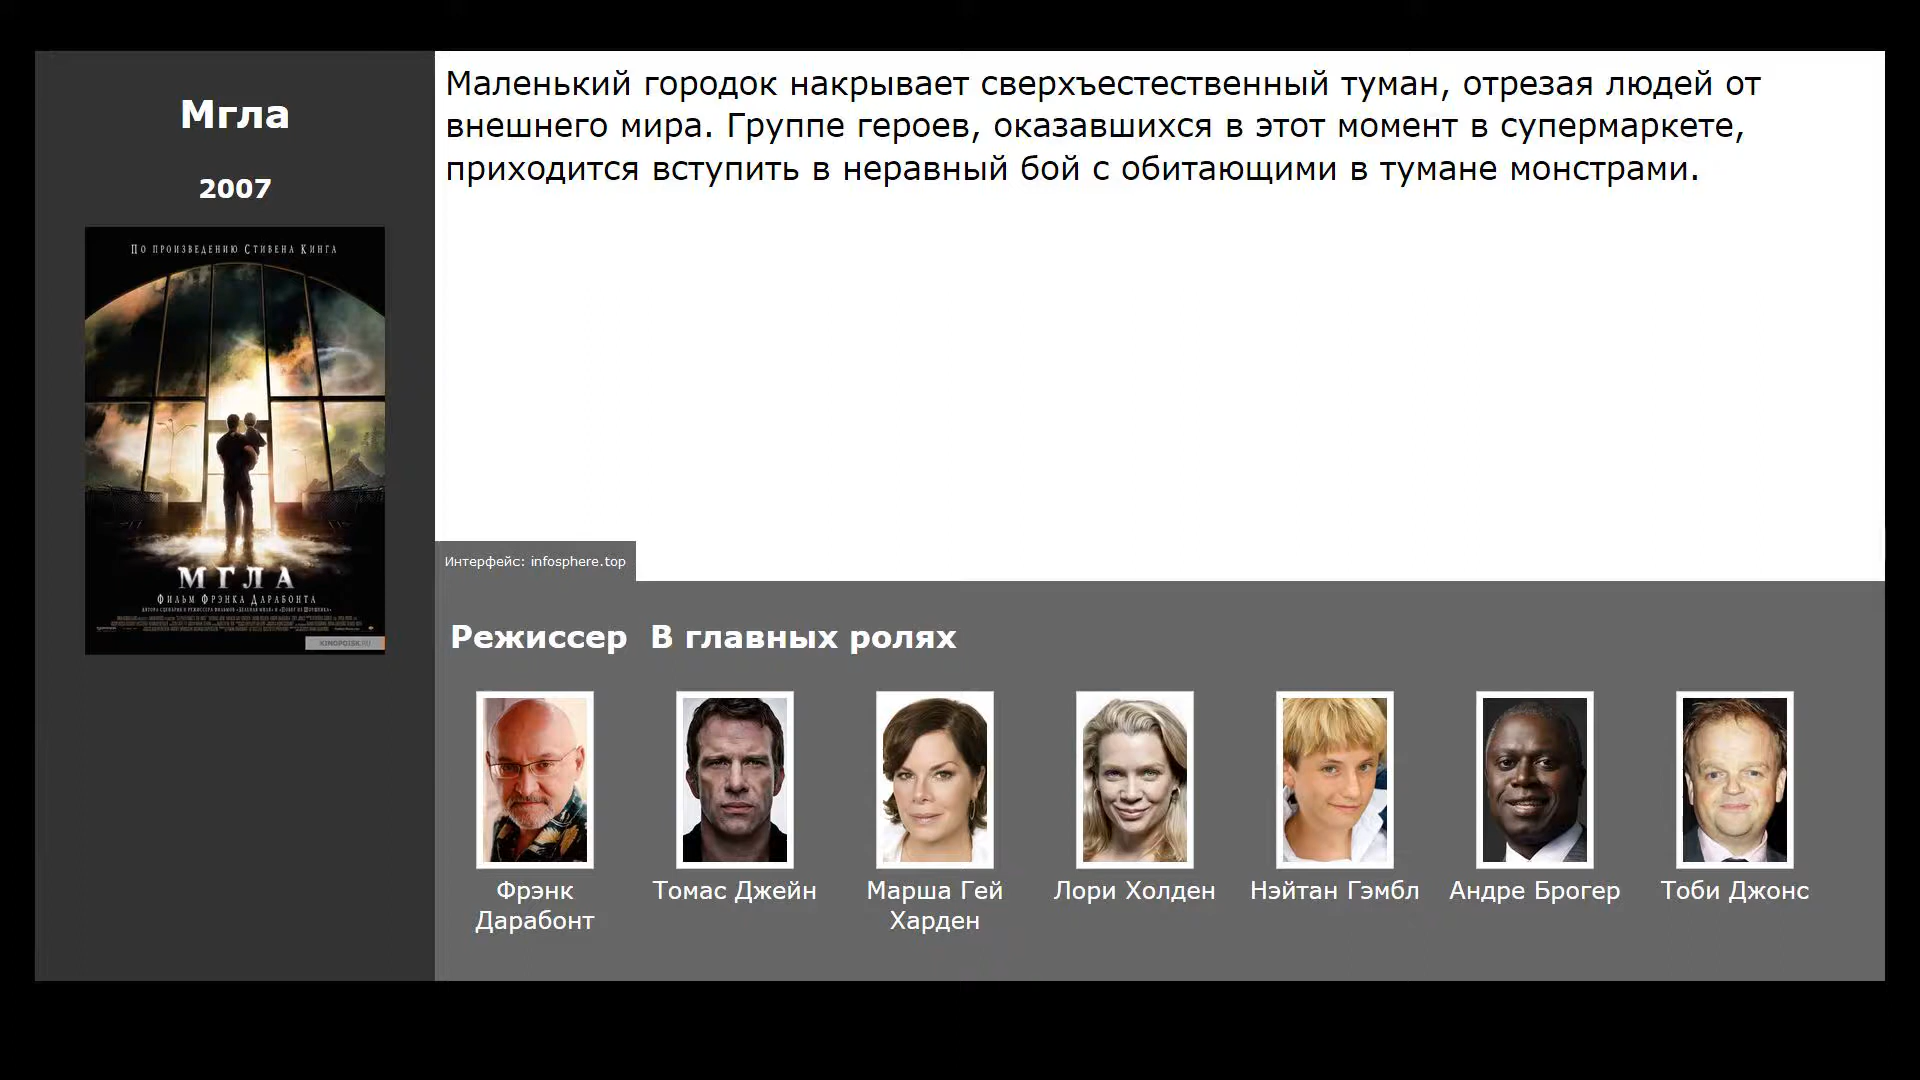 Мгла
2007
По произведению Стивена Кинга
МГЛА
Фильм Фрэнка Дарабонта
KINOPOISK.RU
Маленький городок накрывает сверхъестественный туман, отрезая людей от
внешнего мира. Группе героев, оказавшихся в этот момент в супермаркете,
приходится вступить в неравный бой с обитающими в тумане монстрами.
Интерфейс: infosphere.top
Режиссер
В главных ролях
Фрэнк
Дарабонт
Томас Джейн
Марша Гей
Харден
Лори Холден
Нэйтан Гэмбл
Андре Брогер
Тоби Джонс